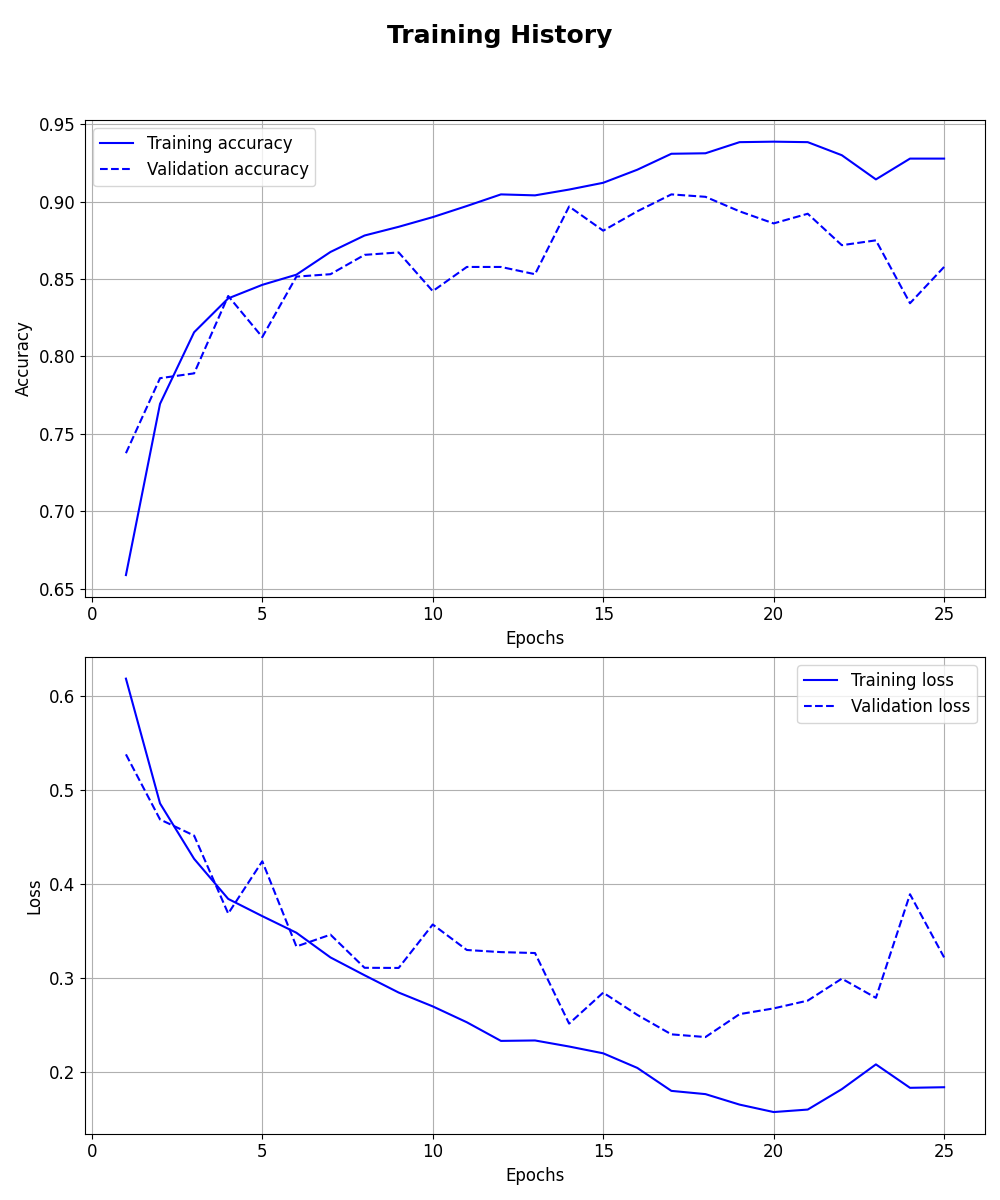 Training History
0.95
0.90
0.85
0.80
0.75
0.70
0.65
Accuracy
Training accuracy
Validation accuracy
0 5 10 15 20 25
Epochs
0.6
0.5
0.4
0.3
0.2
Loss
Training loss
Validation loss
0 5 10 15 20 25
Epochs